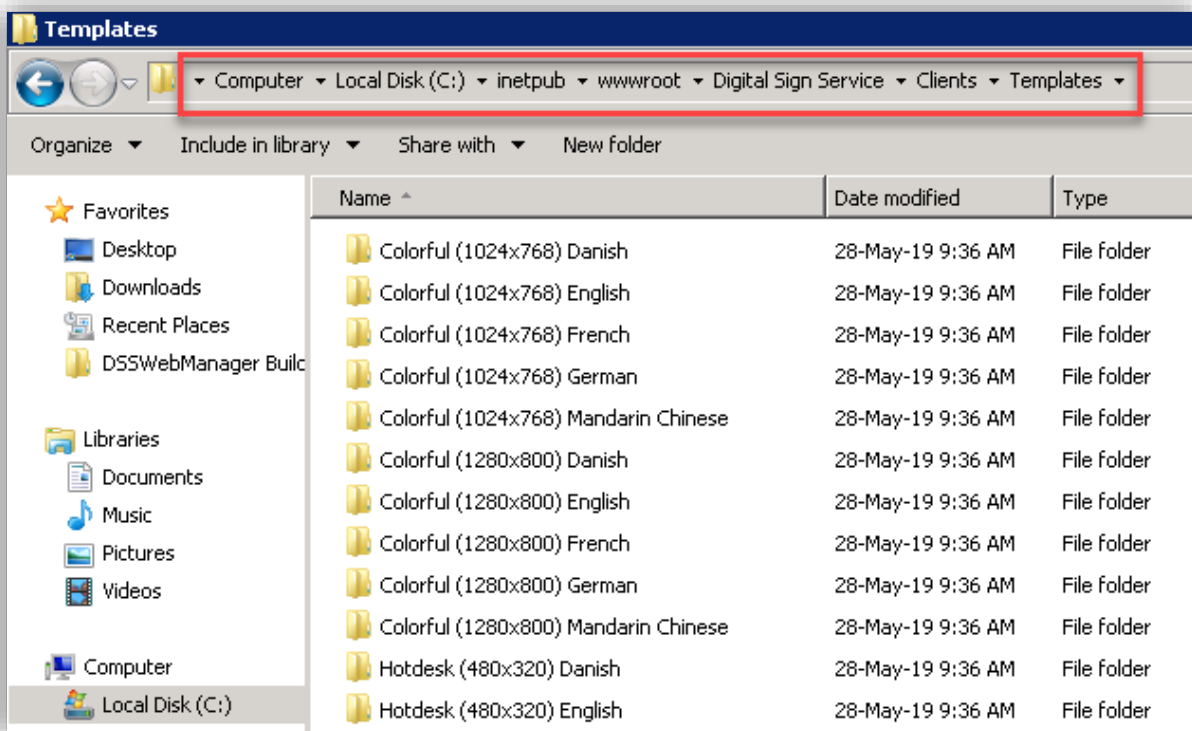 Templates
Computer Local Disk (C:) inetpub wwwroot Digital Sign Service Clients Templates
Organize Include in library Share with New folder
Favorites
Desktop
Downloads
Recent Places
DSSWebManager Builc
Libraries
Documents
Music
Pictures
Videos
Computer
Local Disk (C:)
Name Date modified Type
Colorful (1024x768) Danish 28-May-19 9:36 AM File folder
Colorful (1024x768) English 28-May-19 9:36 AM File folder
Colorful (1024x768) French 28-May-19 9:36 AM File folder
Colorful (1024x768) German 28-May-19 9:36 AM File folder
Colorful (1024x768) Mandarin Chinese 28-May-19 9:36 AM File folder
Colorful (1280x800) Danish 28-May-19 9:36 AM File folder
Colorful (1280x800) English 28-May-19 9:36 AM File folder
Colorful (1280x800) French 28-May-19 9:36 AM File folder
Colorful (1280x800) German 28-May-19 9:36 AM File folder
Colorful (1280x800) Mandarin Chinese 28-May-19 9:36 AM File folder
Hotdesk (480x320) Danish 28-May-19 9:36 AM File folder
Hotdesk (480x320) English 28-May-19 9:36 AM File folder